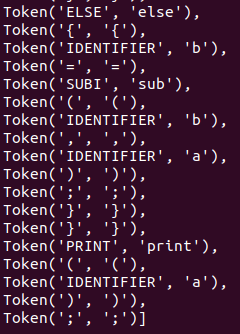 Token('ELSE', 'else'),
Token('{', '{'),
Token('IDENTIFIER', 'b'),
Token('=', '='),
Token('SUBI', 'sub'),
Token('(', '('),
Token('IDENTIFIER', 'b'),
Token(',', ','),
Token('IDENTIFIER', 'a'),
Token(')', ')'),
Token(';', ';'),
Token('}', '}'),
Token('}', '}'),
Token('PRINT', 'print'),
Token('(', '('),
Token('IDENTIFIER', 'a'),
Token(')', ')'),
Token(';', ';')]